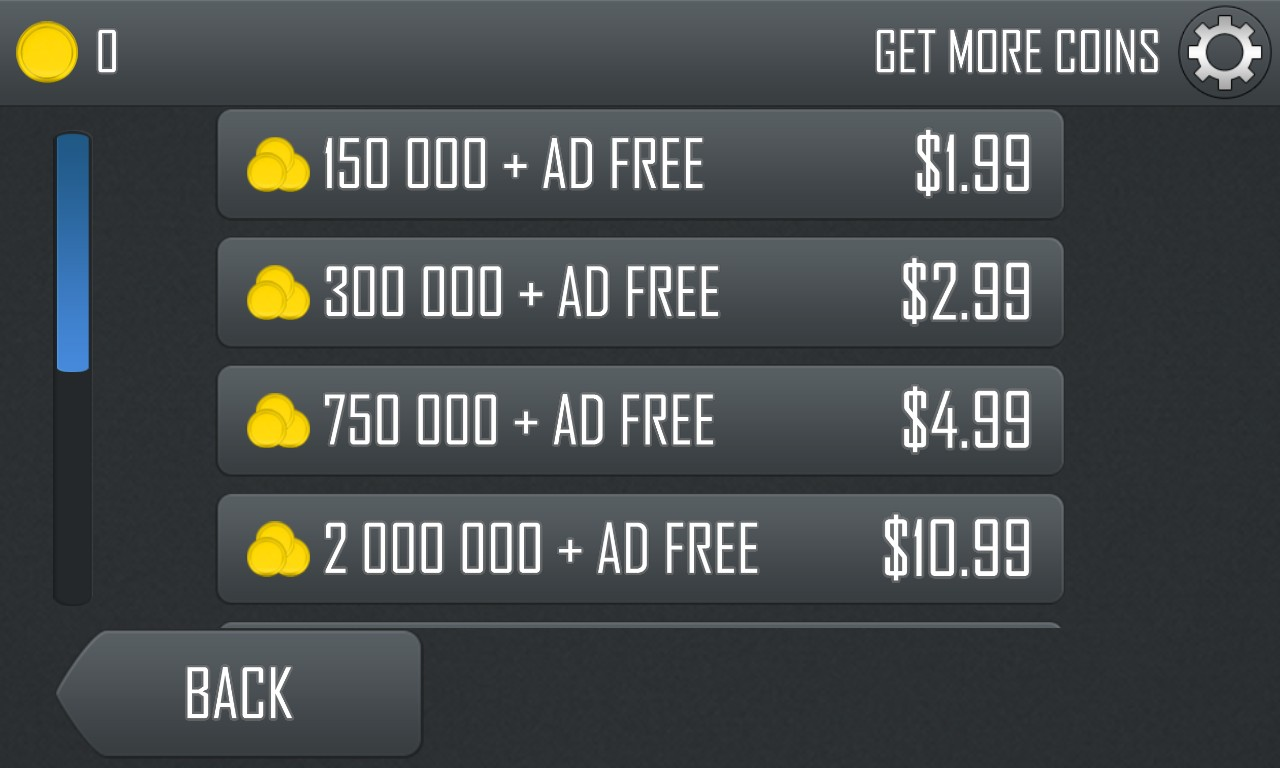 0 GET MORE COINS
150 000 + AD FREE $1.99
300 000 + AD FREE $2.99
750 000 + AD FREE $4.99
2 000 000 + AD FREE $10.99
BACK